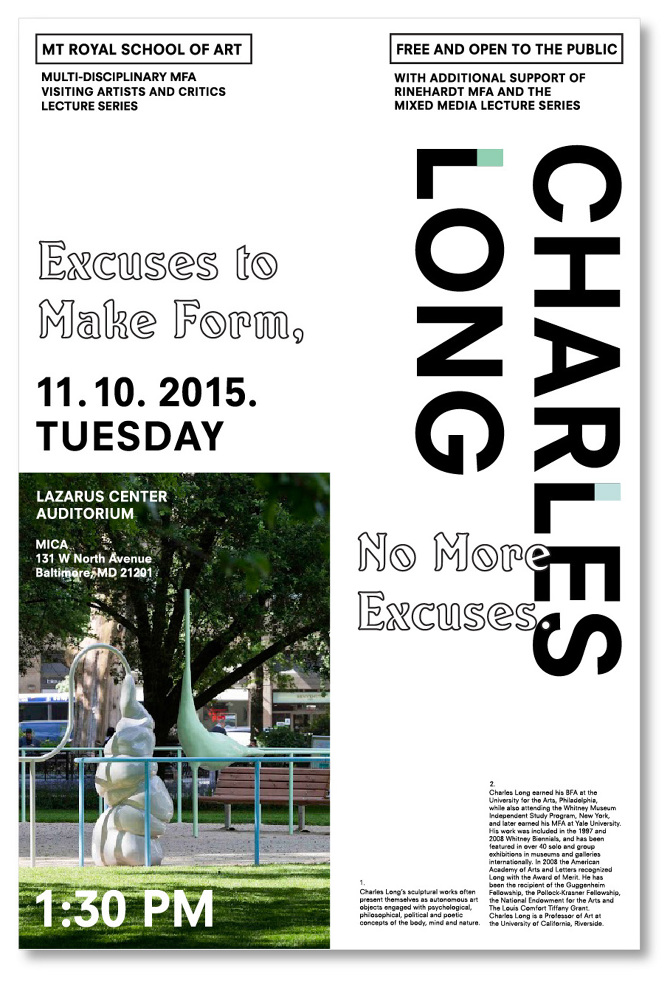 MT ROYAL SCHOOL OF ART
MULTI-DISCIPLINARY MFA
VISITING ARTISTS AND CRITICS
LECTURE SERIES
FREE AND OPEN TO THE PUBLIC
WITH ADDITIONAL SUPPORT OF
RINEHARDT MFA AND THE
MIXED MEDIA LECTURE SERIES
CHARLES
LONG
Excuses to
Make Form,
11.10. 2015.
TUESDAY
LAZARUS CENTER
AUDITORIUM
MICA
131 W North Avenue
Baltimore, MD 21201
No More
Excuses.
1:30 PM
1.
Charles Long's sculptural works often
present themselves as autonomous art
objects engaged with psychological,
philosophical, political and poetic
concepts of the body, mind and nature.
2.
Charles Long earned his BFA at the
University for the Arts, Philadelphia,
while also attending the Whitney Museum
Independent Study Program, New York,
and later earned his MFA at Yale University.
His work was included in the 1997 and
2008 Whitney Biennials, and has been
featured in over 40 solo and group
exhibitions in museums and galleries
internationally. In 2008 the American
Academy of Arts and Letters recognized
Long with the Award of Merit. He has
been the recipient of the Guggenheim
Fellowship, the Pollock-Krasner Fellowship,
the National Endowment for the Arts and
The Louis Comfort Tiffany Grant.
Charles Long is a Professor of Art at
the University of California, Riverside.